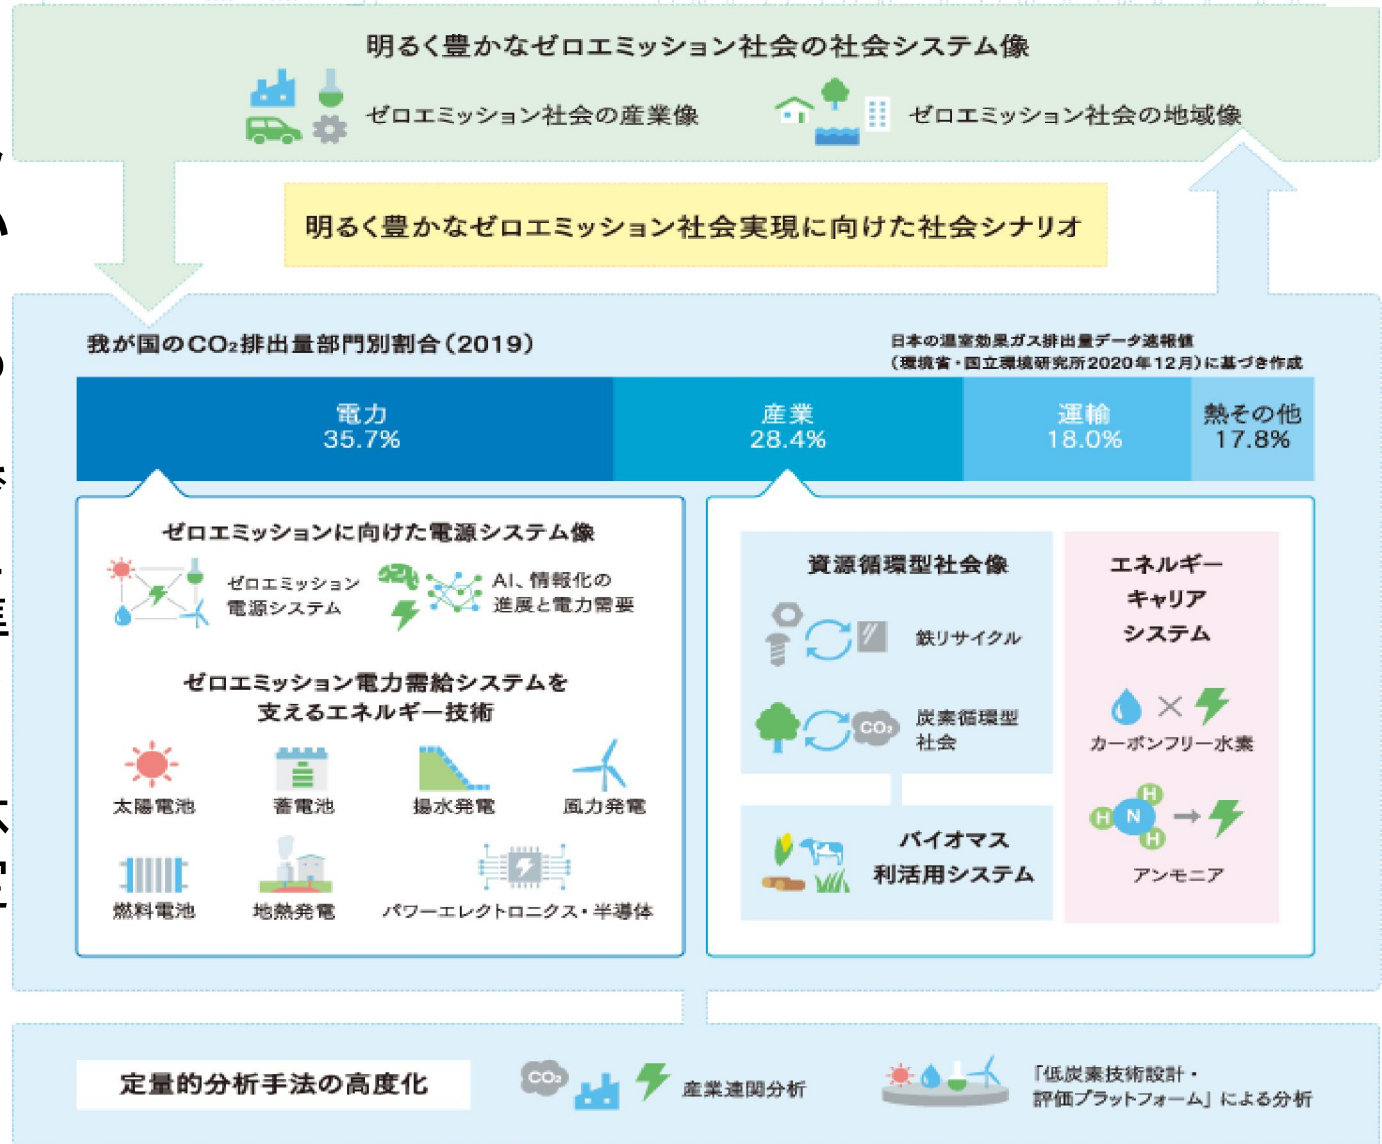 明るく豊かなゼロエミッション社会の社会システム像
ゼロエミッション社会の産業像
ゼロエミッション社会の地域像
明るく豊かなゼロエミッション社会実現に向けた社会シナリオ
我が国のCO₂排出量部門別割合（2019）
日本の温室効果ガス排出量データ速報値
（環境省・国立環境研究所2020年12月）に基づき作成
電力
35.7%
産業
28.4%
運輸
18.0%
熱その他
17.8%
ゼロエミッションに向けた電源システム像
ゼロエミッション
電源システム
AI、情報化の
進展と電力需要
ゼロエミッション電力需給システムを
支えるエネルギー技術
太陽電池
蓄電池
揚水発電
風力発電
燃料電池
地熱発電
パワーエレクトロニクス・半導体
資源循環型社会像
鉄リサイクル
CO₂
炭素循環型
社会
バイオマス
利活用システム
エネルギー
キャリア
システム
カーボンフリー水素
H
H N
H
アンモニア
定量的分析手法の高度化
CO₂
産業連関分析
「低炭素技術設計・
評価プラットフォーム」による分析